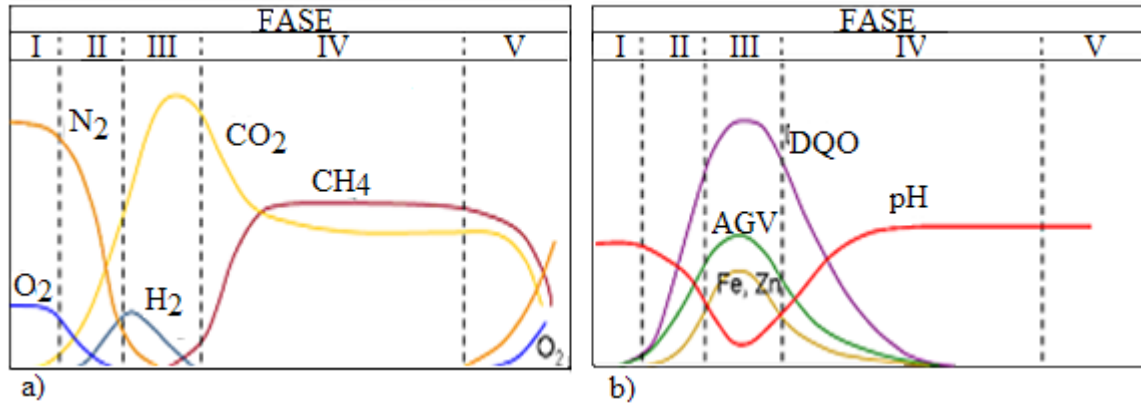 FASE
I II III IV V
N2
CO2
CH4
O2
H2
O2
a)
FASE
I II III IV V
DQO
pH
AGV
Fe, Zn
b)